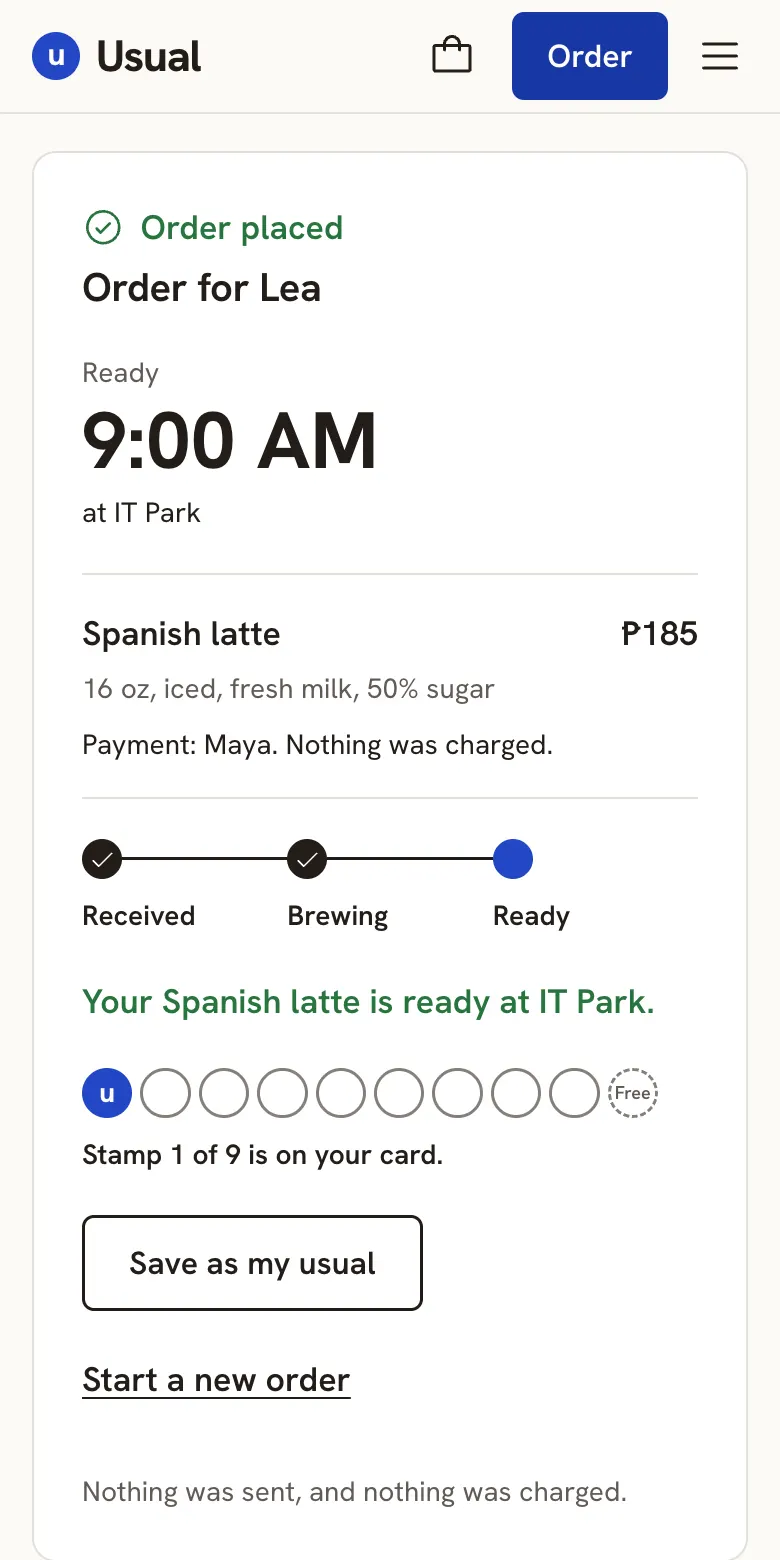 u Usual
Order
Order placed
Order for Lea
Ready
9:00 AM
at IT Park
Spanish latte ₱185
16 oz, iced, fresh milk, 50% sugar
Payment: Maya. Nothing was charged.
Received Brewing Ready
Your Spanish latte is ready at IT Park.
u Free
Stamp 1 of 9 is on your card.
Save as my usual
Start a new order
Nothing was sent, and nothing was charged.